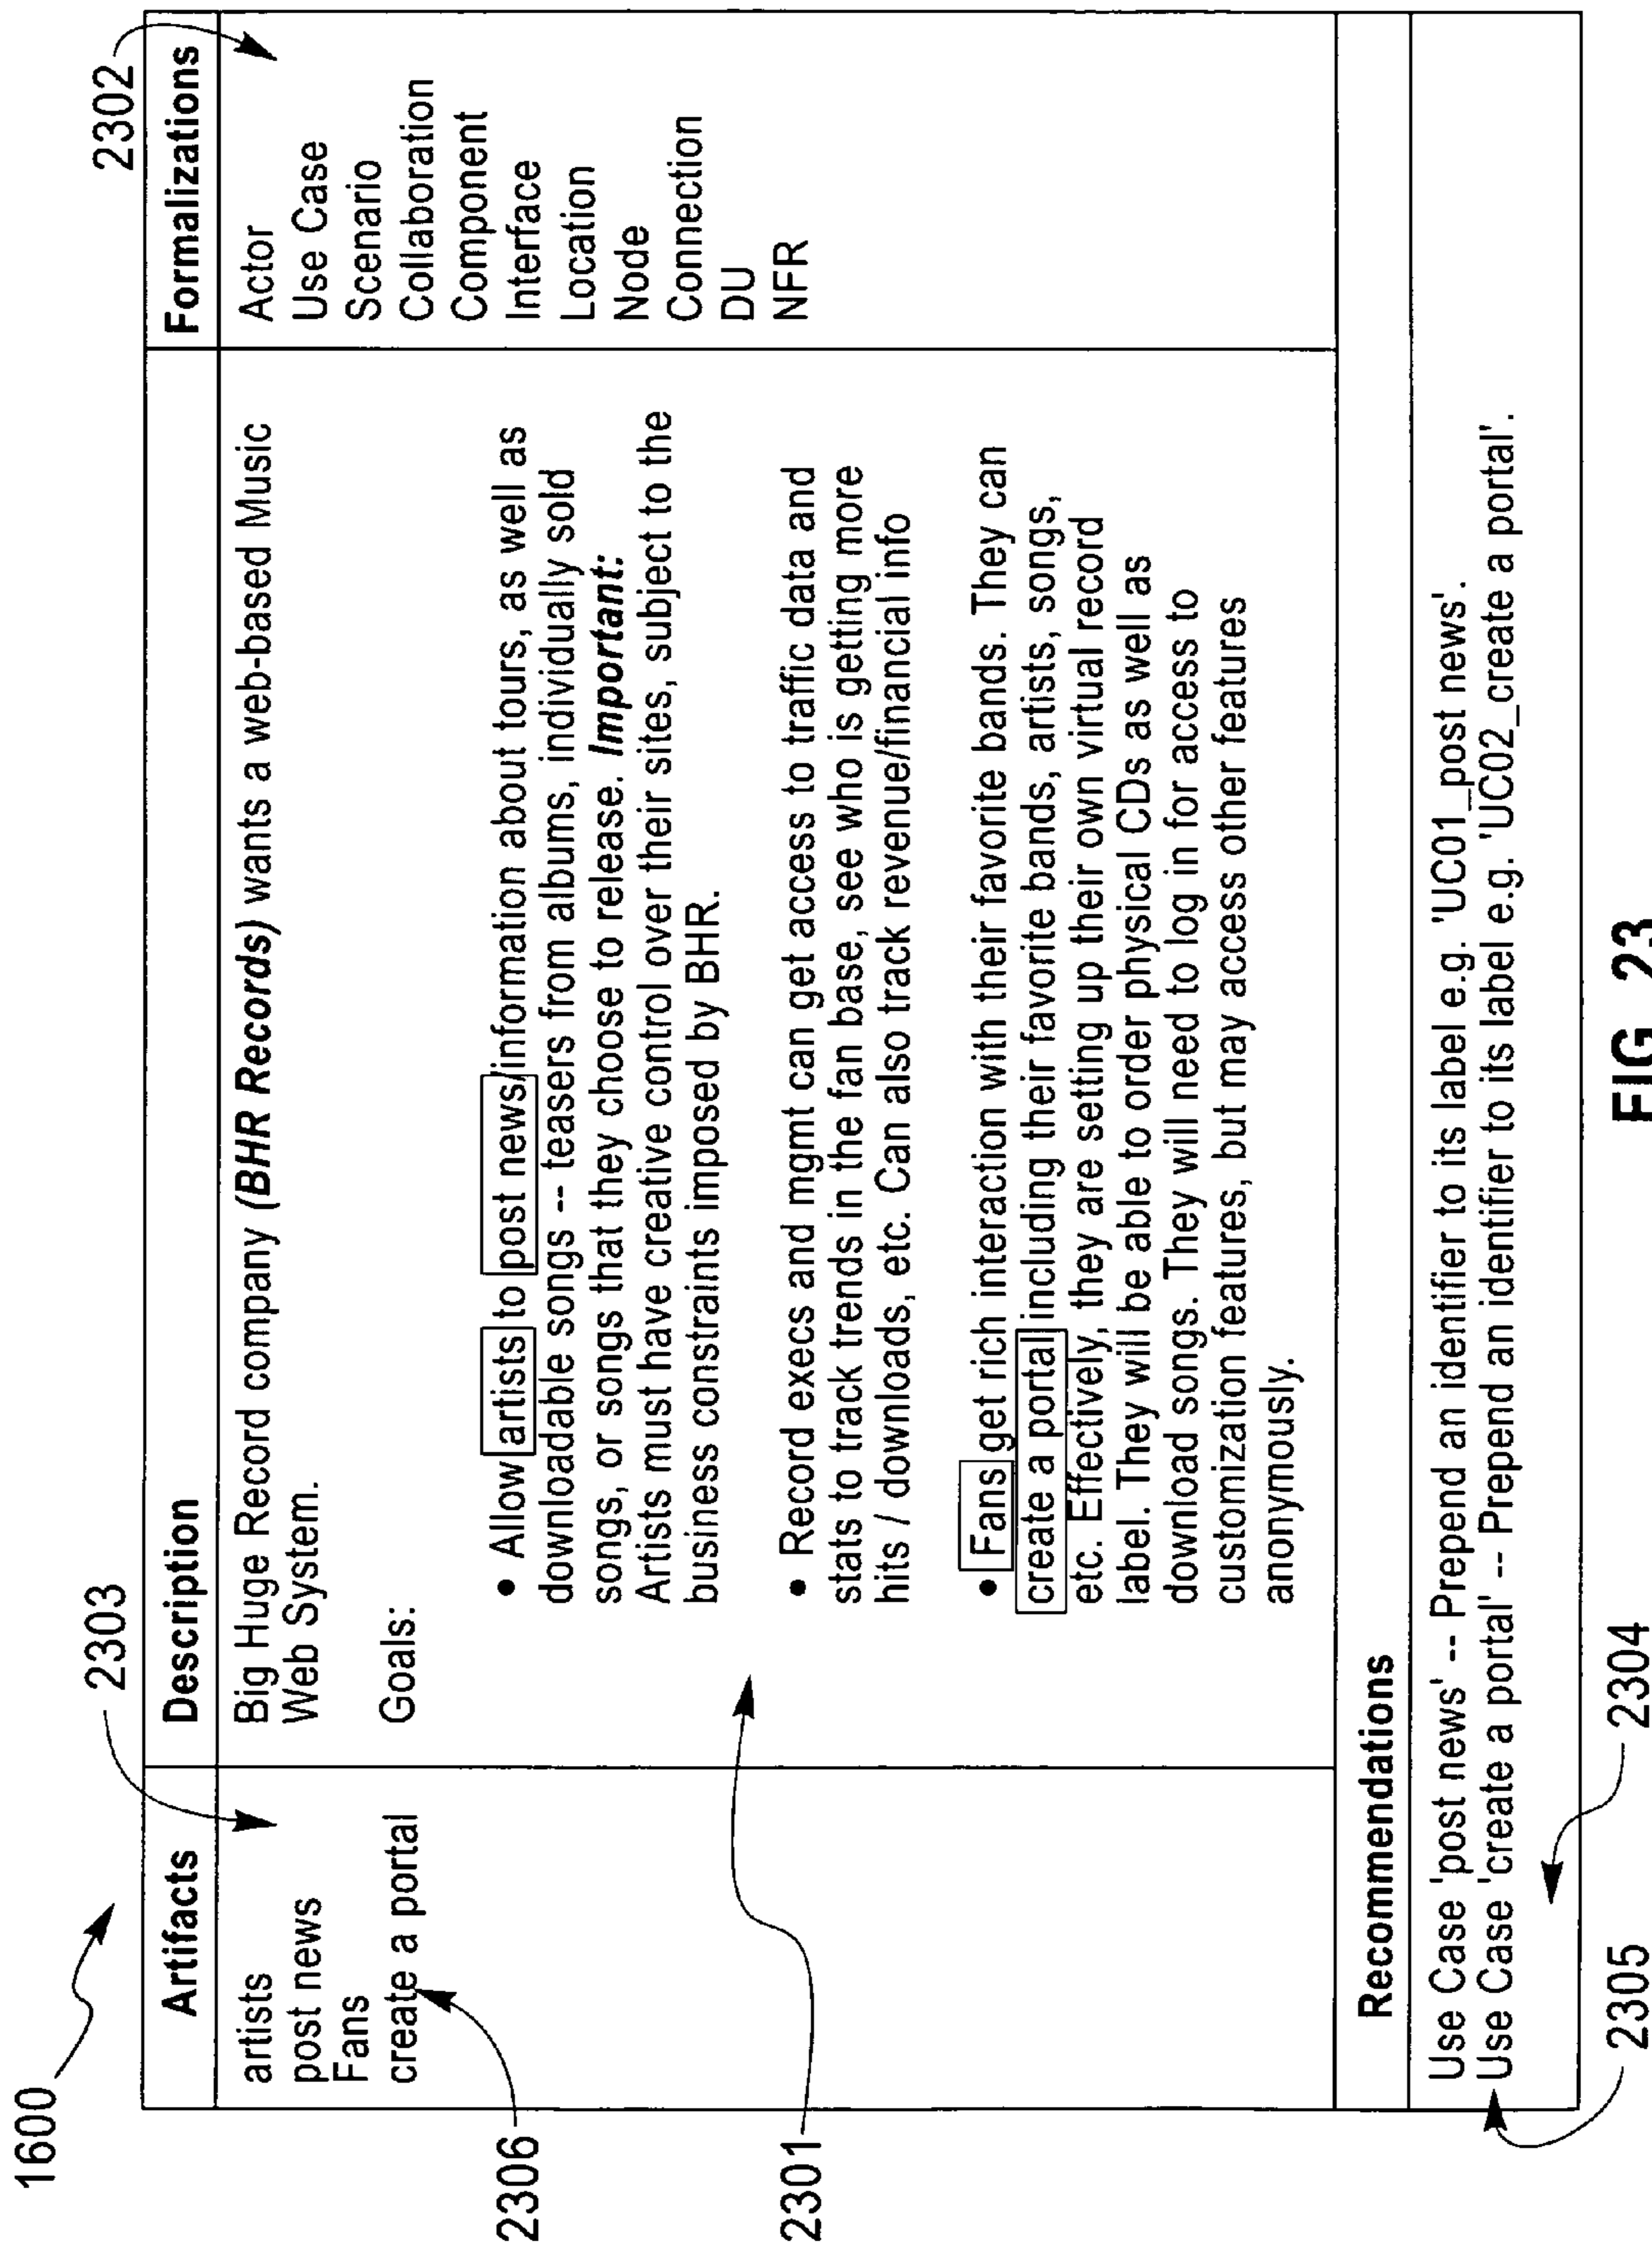 1600
2303
2302
Artifacts
Description
Formalizations
artists
post news
Fans
create a portal
2306
2301
Big Huge Record company (BHR Records) wants a web-based Music
Web System.
Goals:
• Allow artists to post news/information about tours, as well as
downloadable songs -- teasers from albums, individually sold
songs, or songs that they choose to release. Important:
Artists must have creative control over their sites, subject to the
business constraints imposed by BHR.
• Record execs and mgmt can get access to traffic data and
stats to track trends in the fan base, see who is getting more
hits / downloads, etc. Can also track revenue/financial info
• Fans get rich interaction with their favorite bands. They can
create a portal including their favorite bands, artists, songs,
etc. Effectively, they are seting up their own virtual record
label. They will be able to order physical CDs as well as
download songs. They will need to log in for access to
customization features, but may access other features
anonymously.
Actor
Use Case
Scenario
Collaboration
Component
Interface
Location
Node
Connection
DU
NFR
Recommendations
Use Case 'post news' -- Prepend an identifier to its label e.g. 'UC01_post news'.
Use Case 'create a portal' -- Prepend an identifier to its label e.g. 'UC02_create a portal'.
2305
2304
FIG 23